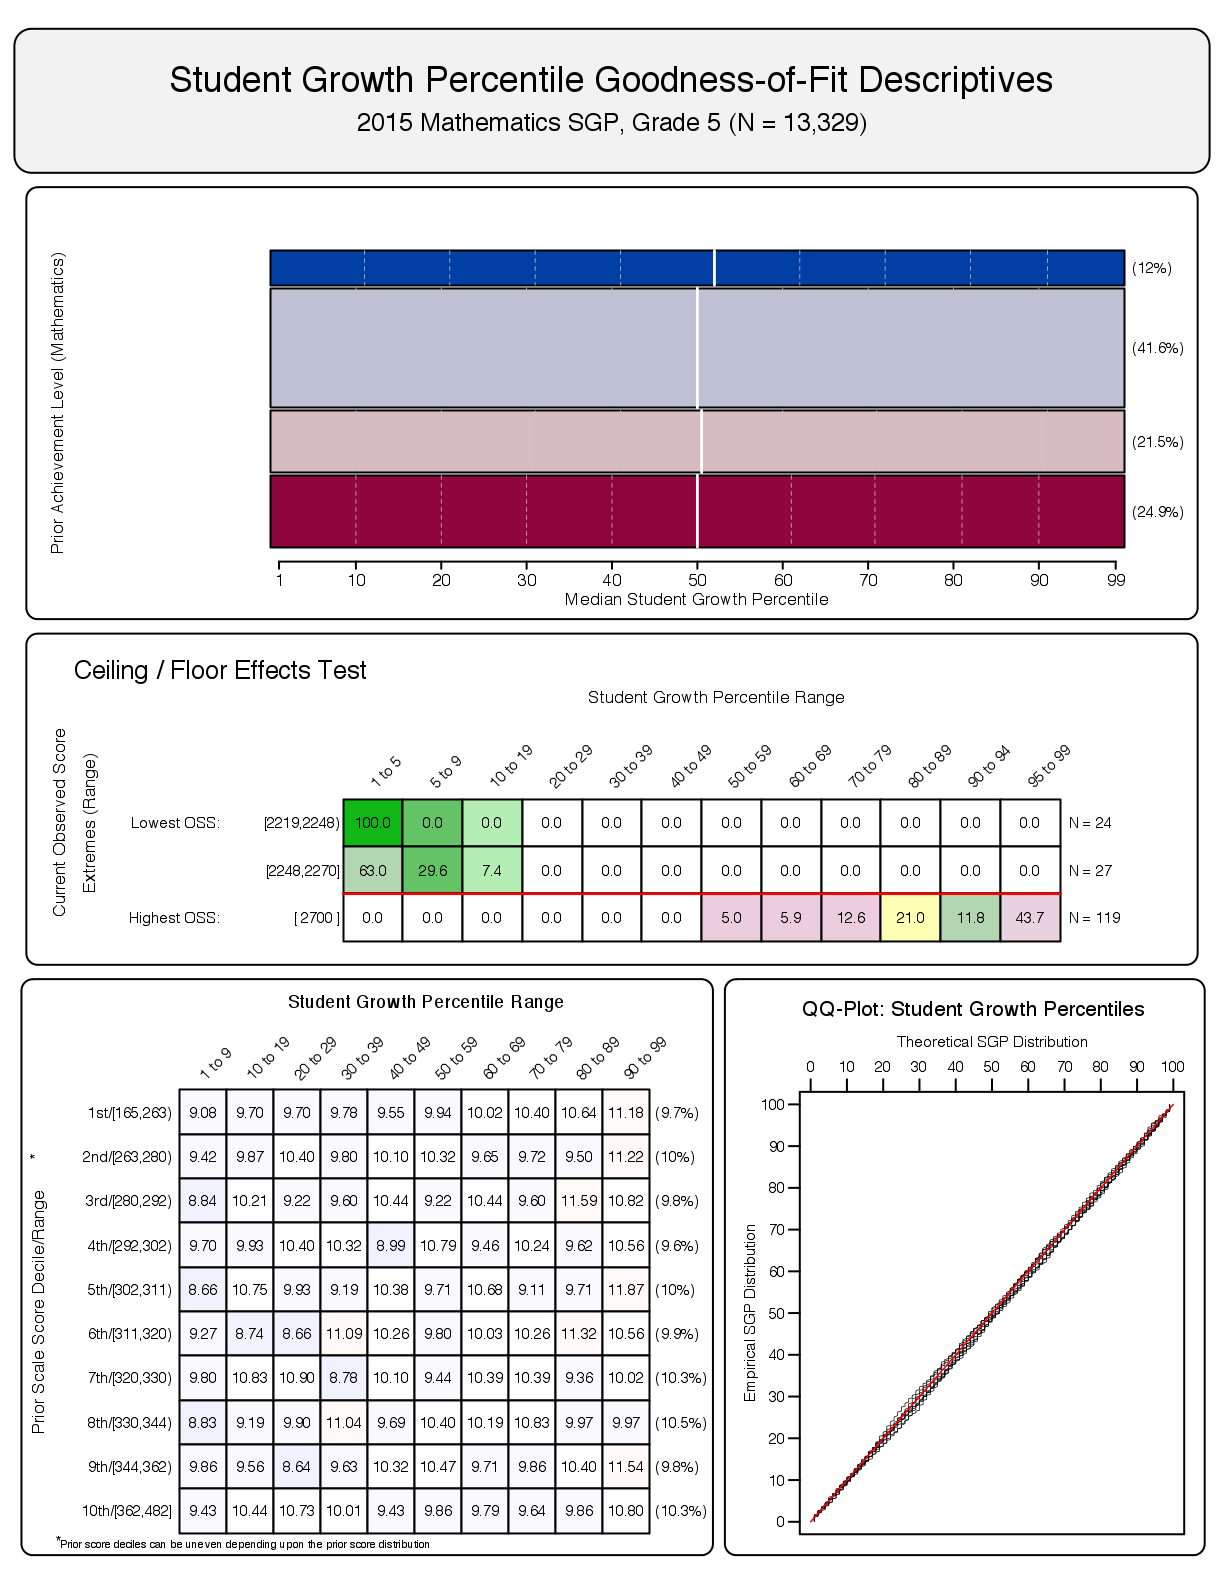 Student Growth Percentile Goodness-of-Fit Descriptives
2015 Mathematics SGP, Grade 5 (N = 13,329)
Prior Achievement Level (Mathematics)
(12%)
(41.6%)
(21.5%)
(24.9%)
1 10 20 30 40 50 60 70 80 90 99
Median Student Growth Percentile
Ceiling / Floor Effects Test
Student Growth Percentile Range
Current Observed Score
Extremes (Range)
1 to 5 5 to 9 10 to 19 20 to 29 30 to 39 40 to 49 50 to 59 60 to 69 70 to 79 80 to 89 90 to 94 95 to 99
Lowest OSS: [2219,2248) 100.0 0.0 0.0 0.0 0.0 0.0 0.0 0.0 0.0 0.0 0.0 0.0 N = 24
[2248,2270] 63.0 29.6 7.4 0.0 0.0 0.0 0.0 0.0 0.0 0.0 0.0 0.0 N = 27
Highest OSS: [ 2700 ] 0.0 0.0 0.0 0.0 0.0 0.0 5.0 5.9 12.6 21.0 11.8 43.7 N = 119
Student Growth Percentile Range
1 to 9 10 to 19 20 to 29 30 to 39 40 to 49 50 to 59 60 to 69 70 to 79 80 to 89 90 to 99
Prior Scale Score Decile/Range *
1st/[165,263) 9.08 9.70 9.70 9.78 9.55 9.94 10.02 10.40 10.64 11.18 (9.7%)
2nd/[263,280) 9.42 9.87 10.40 9.80 10.10 10.32 9.65 9.72 9.50 11.22 (10%)
3rd/[280,292) 8.84 10.21 9.22 9.60 10.44 9.22 10.44 9.60 11.59 10.82 (9.8%)
4th/[292,302) 9.70 9.93 10.40 10.32 8.99 10.79 9.46 10.24 9.62 10.56 (9.6%)
5th/[302,311) 8.66 10.75 9.93 9.19 10.38 9.71 10.68 9.11 9.71 11.87 (10%)
6th/[311,320) 9.27 8.74 8.66 11.09 10.26 9.80 10.03 10.26 11.32 10.56 (9.9%)
7th/[320,330) 9.80 10.83 10.90 8.78 10.10 9.44 10.39 10.39 9.36 10.02 (10.3%)
8th/[330,344) 8.83 9.19 9.90 11.04 9.69 10.40 10.19 10.83 9.97 9.97 (10.5%)
9th/[344,362) 9.86 9.56 8.64 9.63 10.32 10.47 9.71 9.86 10.40 11.54 (9.8%)
10th/[362,482] 9.43 10.44 10.73 10.01 9.43 9.86 9.79 9.64 9.86 10.80 (10.3%)
*Prior score deciles can be uneven depending upon the prior score distribution
QQ-Plot: Student Growth Percentiles
Theoretical SGP Distribution
0 10 20 30 40 50 60 70 80 90 100
Empirical SGP Distribution
100
90
80
70
60
50
40
30
20
10
0